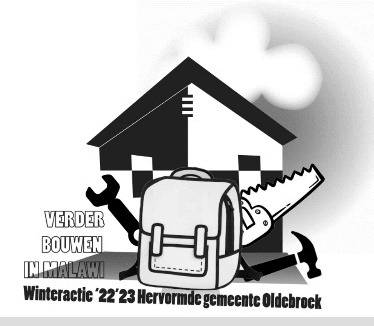 VERDER
BOUWEN
IN MALAWI
Winteractie '22'23 Hervormde gemeente Oldebroek